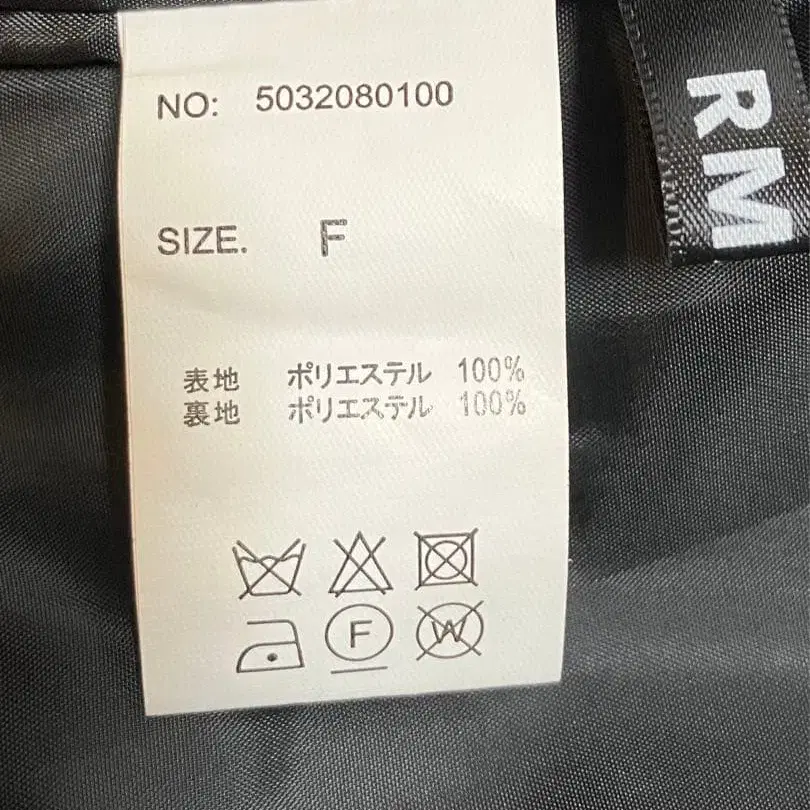 NO: 5032080100
SIZE. F
表地 ポリエステル 100%
裏地 ポリエステル 100%
F
W
RM